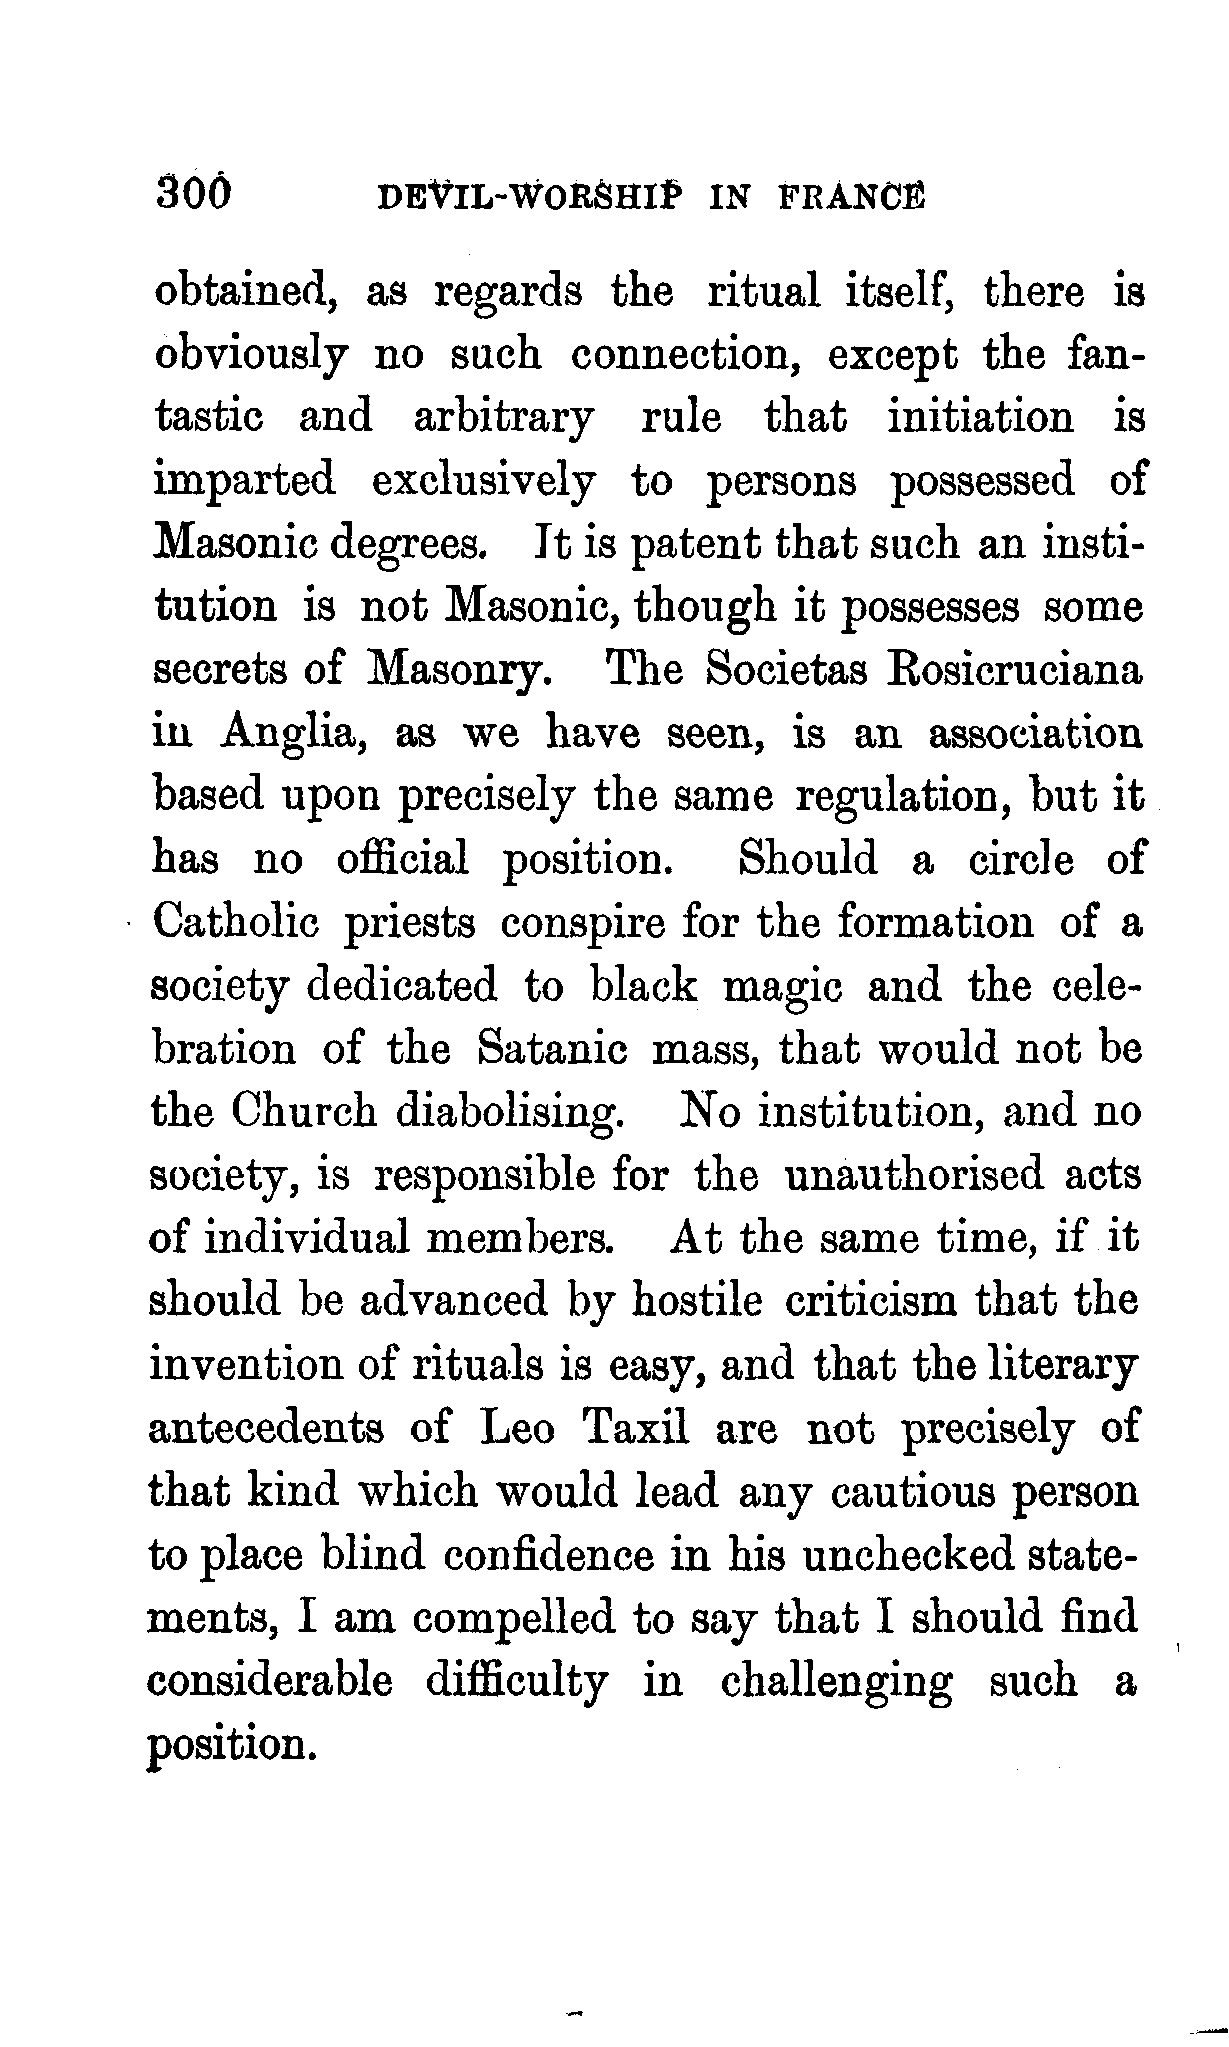 300 DEVIL-WORSHIP IN FRANCE
obtained, as regards the ritual itself, there is
obviously no such connection, except the fan-
tastic and arbitrary rule that initiation is
imparted exclusively to persons possessed of
Masonic degrees. It is patent that such an insti-
tution is not Masonic, though it possesses some
secrets of Masonry. The Societas Rosicruciana
in Anglia, as we have seen, is an association
based upon precisely the same regulation, but it
has no official position. Should a circle of
Catholic priests conspire for the formation of a
society dedicated to black magic and the cele-
bration of the Satanic mass, that would not be
the Church diabolising. No institution, and no
society, is responsible for the unauthorised acts
of individual members. At the same time, if it
should be advanced by hostile criticism that the
invention of rituals is easy, and that the literary
antecedents of Leo Taxil are not precisely of
that kind which would lead any cautious person
to place blind confidence in his unchecked state-
ments, I am compelled to say that I should find
considerable difficulty in challenging such a
position.